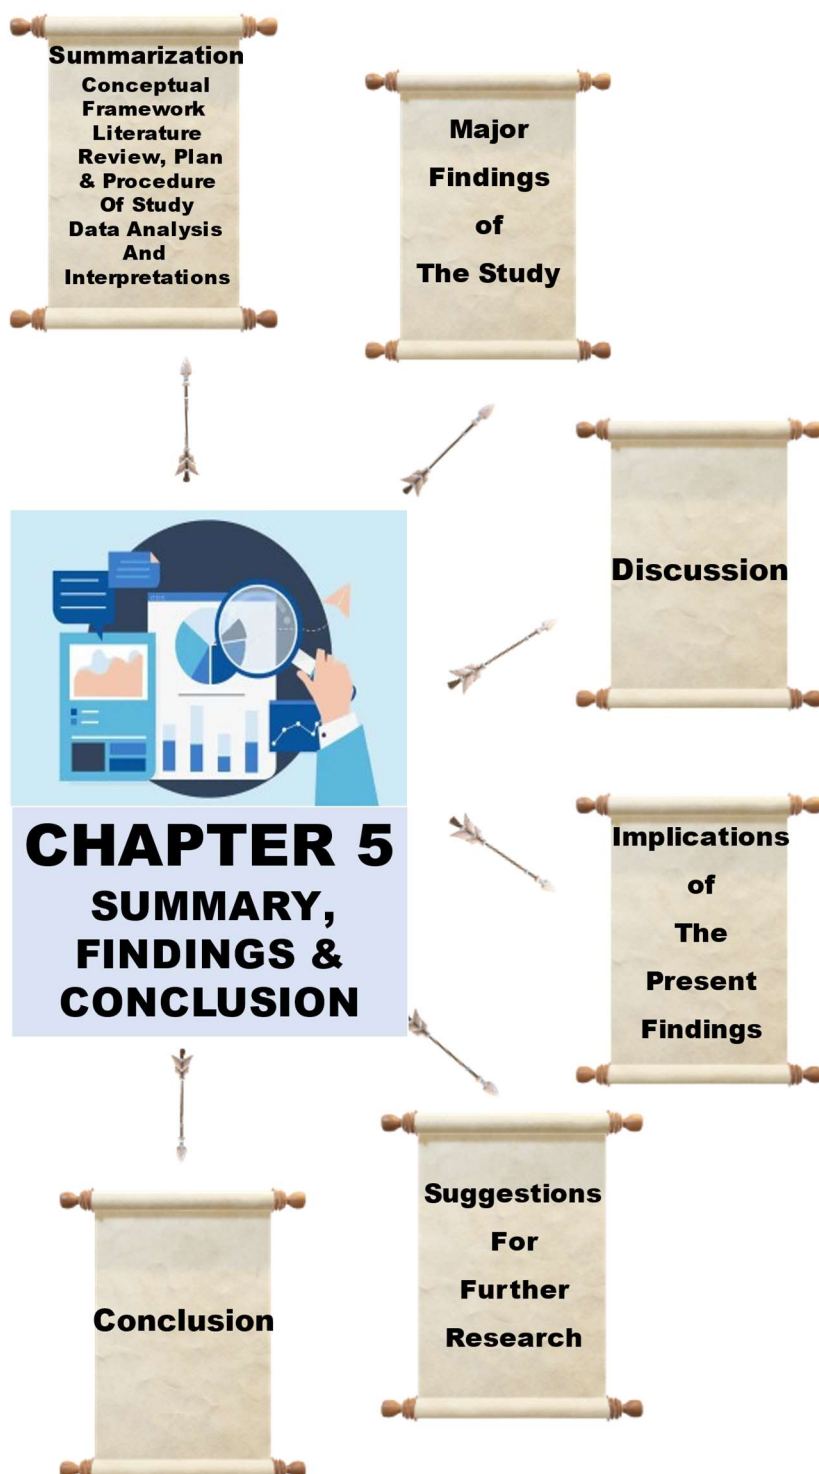 Summarization
Conceptual
Framework
Literature
Review, Plan
& Procedure
Of Study
Data Analysis
And
Interpretations
Major
Findings
of
The Study
Discussion
CHAPTER 5
SUMMARY,
FINDINGS &
CONCLUSION
Implications
of
The
Present
Findings
Suggestions
For
Further
Research
Conclusion